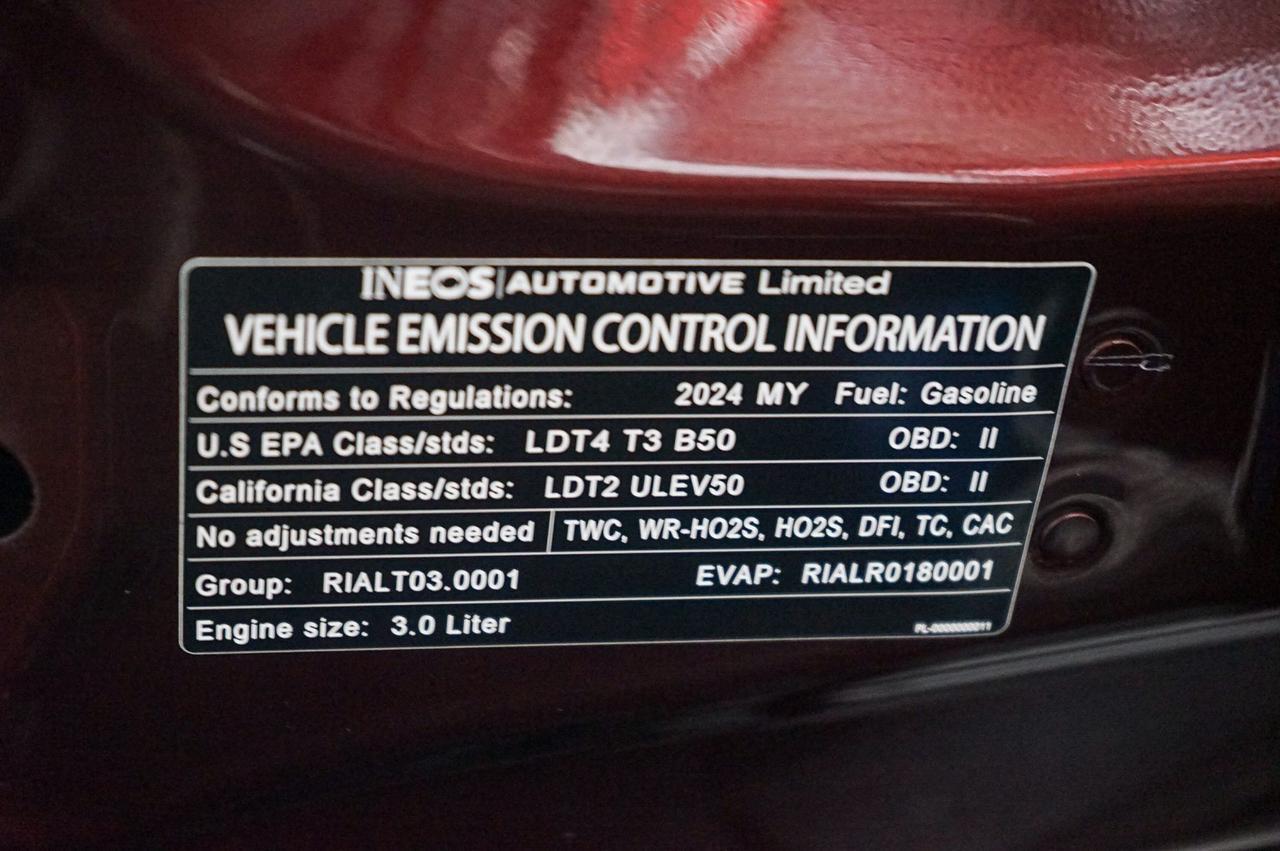 INEOS|AUTOMOTIVE Limited
VEHICLE EMISSION CONTROL INFORMATION
Conforms to Regulations: 2024 MY Fuel: Gasoline
U.S EPA Class/stds: LDT4 T3 B50 OBD: II
California Class/stds: LDT2 ULEV50 OBD: II
No adjustments needed | TWC, WR-HO2S, HO2S, DFI, TC, CAC
Group: RIALT03.0001 EVAP: RIALR0180001
Engine size: 3.0 Liter